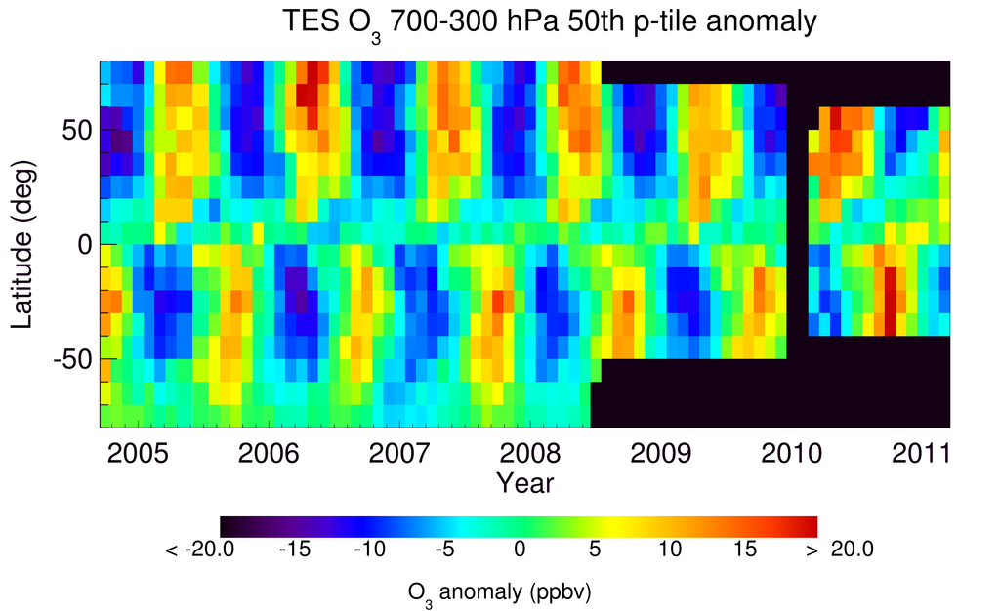 TES O₃ 700-300 hPa 50th p-tile anomaly
Latitude (deg)
50
0
-50
2005 2006 2007 2008 2009 2010 2011
Year
< -20.0 -15 -10 -5 0 5 10 15 > 20.0
O₃ anomaly (ppbv)